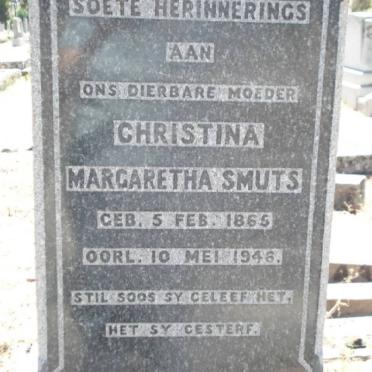 SOETE HERINNERINGS
AAN
ONS DIERBARE MOEDER
CHRISTINA
MARGARETHA SMUTS
GEB. 5 FEB. 1865
OORL. 10 MEI 1946.
STIL SOOS SY GELEEF HET.
HET SY GESTERF.